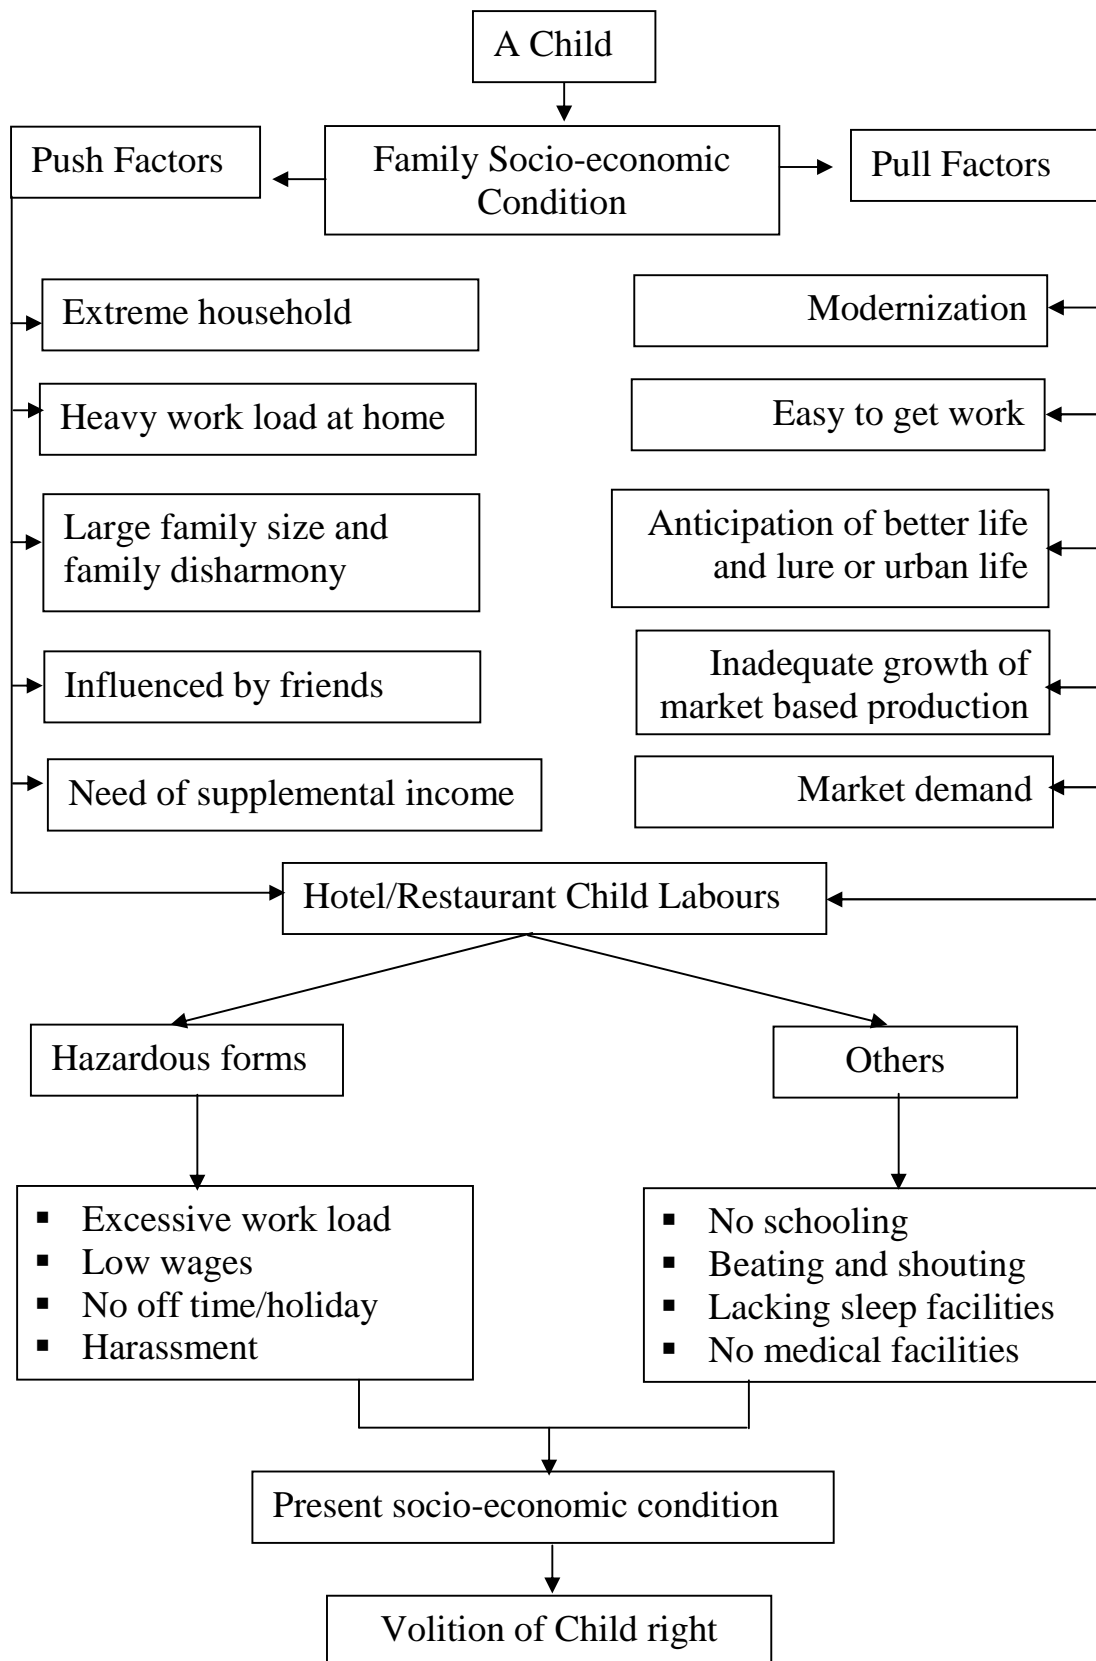 A Child
Push Factors
Family Socio-economic
Condition
Pull Factors
Extreme household
Modernization
Heavy work load at home
Easy to get work
Large family size and
family disharmony
Anticipation of better life
and lure or urban life
Influenced by friends
Inadequate growth of
market based production
Need of supplemental income
Market demand
Hotel/Restaurant Child Labours
Hazardous forms
Others
▪ Excessive work load
▪ Low wages
▪ No off time/holiday
▪ Harassment
▪ No schooling
▪ Beating and shouting
▪ Lacking sleep facilities
▪ No medical facilities
Present socio-economic condition
Volition of Child right